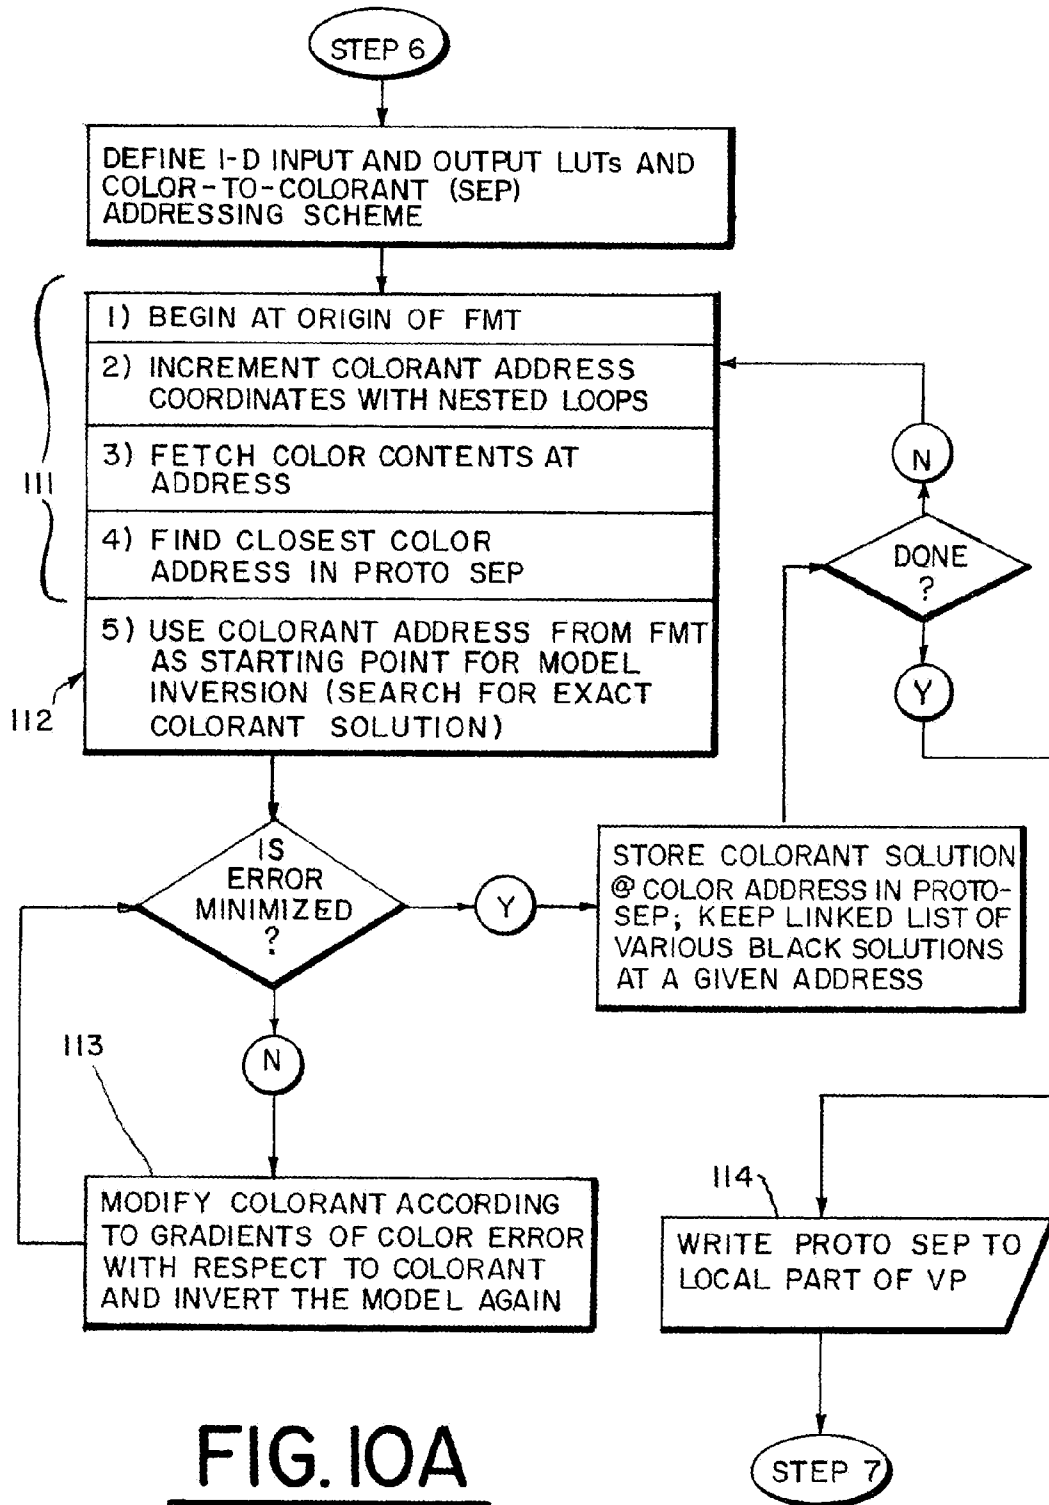 STEP 6
DEFINE 1-D INPUT AND OUTPUT LUTs AND
COLOR-TO-COLORANT (SEP)
ADDRESSING SCHEME
1) BEGIN AT ORIGIN OF FMT
2) INCREMENT COLORANT ADDRESS
COORDINATES WITH NESTED LOOPS
3) FETCH COLOR CONTENTS AT
ADDRESS
4) FIND CLOSEST COLOR
ADDRESS IN PROTO SEP
5) USE COLORANT ADDRESS FROM FMT
AS STARTING POINT FOR MODEL
INVERSION (SEARCH FOR EXACT
COLORANT SOLUTION)
111
112
N
DONE
?
Y
IS
ERROR
MINIMIZED
?
Y
STORE COLORANT SOLUTION
@ COLOR ADDRESS IN PROTO-
SEP; KEEP LINKED LIST OF
VARIOUS BLACK SOLUTIONS
AT A GIVEN ADDRESS
N
113
MODIFY COLORANT ACCORDING
TO GRADIENTS OF COLOR ERROR
WITH RESPECT TO COLORANT
AND INVERT THE MODEL AGAIN
114
WRITE PROTO SEP TO
LOCAL PART OF VP
STEP 7
FIG. 10A